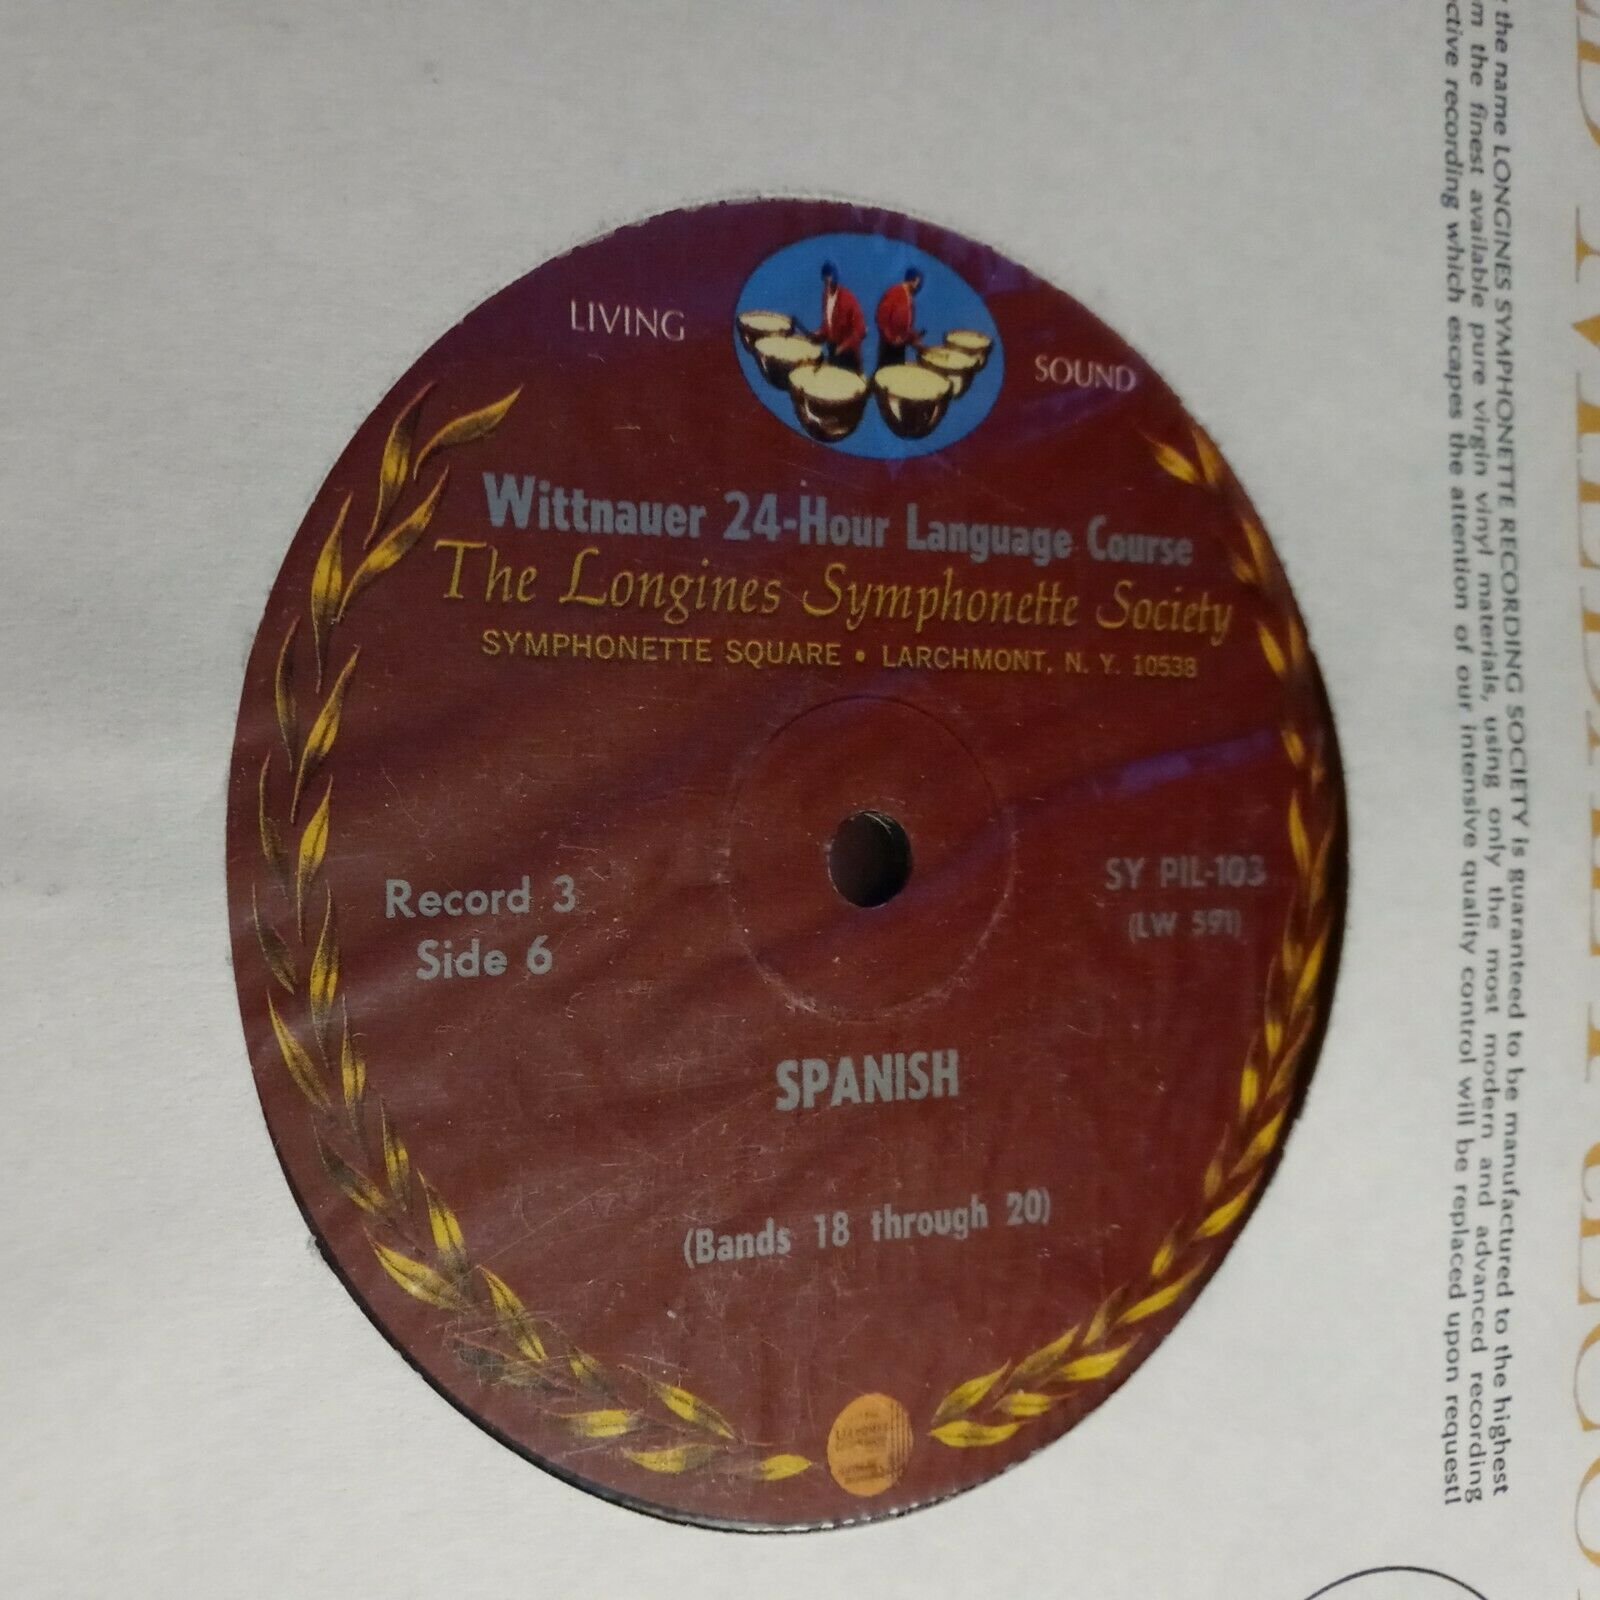 LIVING
SOUND
Wittnauer 24-Hour Language Course
The Longines Symphonette Society
SYMPHONETTE SQUARE • LARCHMONT, N. Y. 10538
Record 3
Side 6
SY PIL-103
(LW 591)
SPANISH
(Bands 18 through 20)
the name LONGINES SYMPHONETTE RECORDING SOCIETY is guaranteed to be manufactured to the highest
the finest available pure virgin vinyl materials, using only the most modern and advanced recording
recording which escapes the attention of our intensive quality control will be replaced upon request!